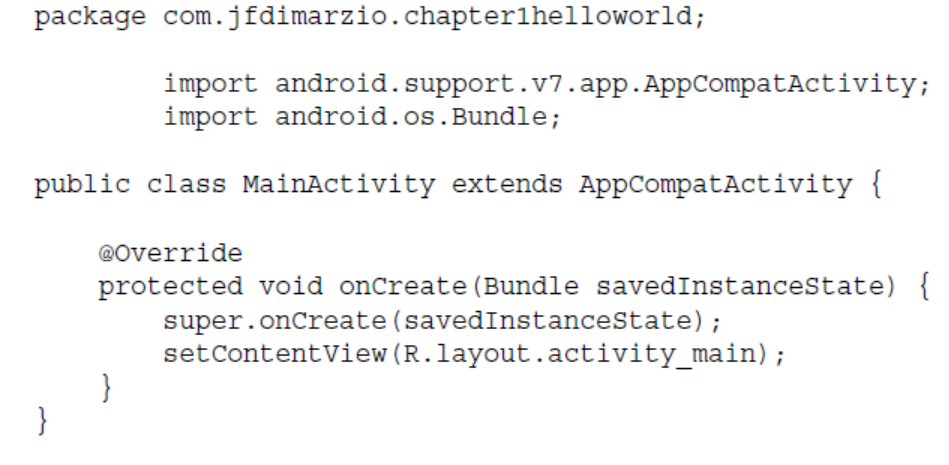 package com.jfdimarzio.chapter1helloworld;
import android.support.v7.app.AppCompatActivity;
import android.os.Bundle;
public class MainActivity extends AppCompatActivity {
@Override
protected void onCreate(Bundle savedInstanceState) {
super.onCreate(savedInstanceState);
setContentView(R.layout.activity_main);
}
}